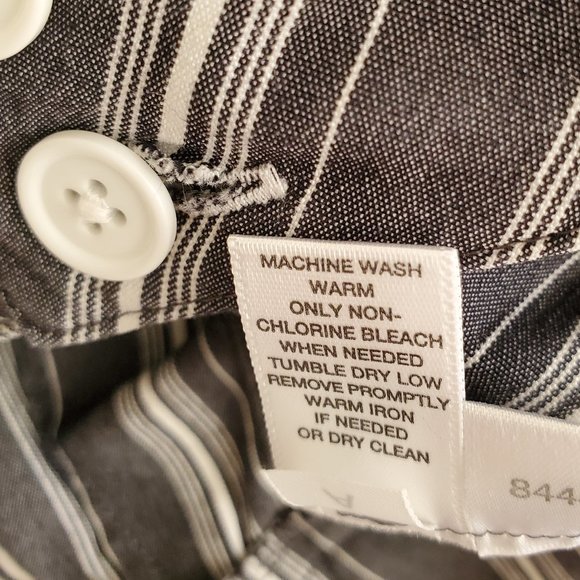 MACHINE WASH
WARM
ONLY NON-
CHLORINE BLEACH
WHEN NEEDED
TUMBLE DRY LOW
REMOVE PROMPTLY
WARM IRON
IF NEEDED
OR DRY CLEAN
844